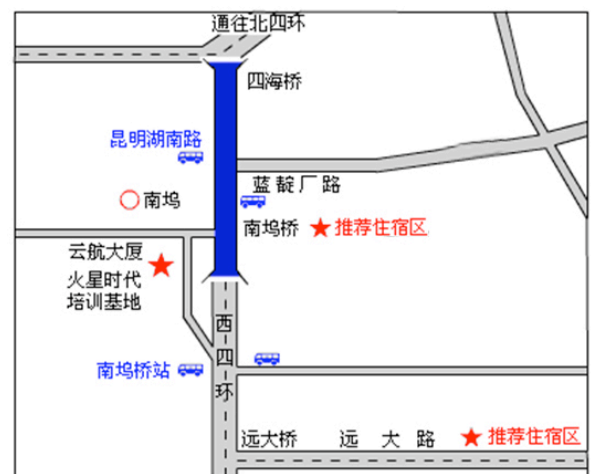 通往北四环
四海桥
昆明湖南路
蓝靛厂路
南坞
南坞桥
推荐住宿区
云航大厦
火星时代
培训基地
西四环
南坞桥站
远大桥
远大路
推荐住宿区